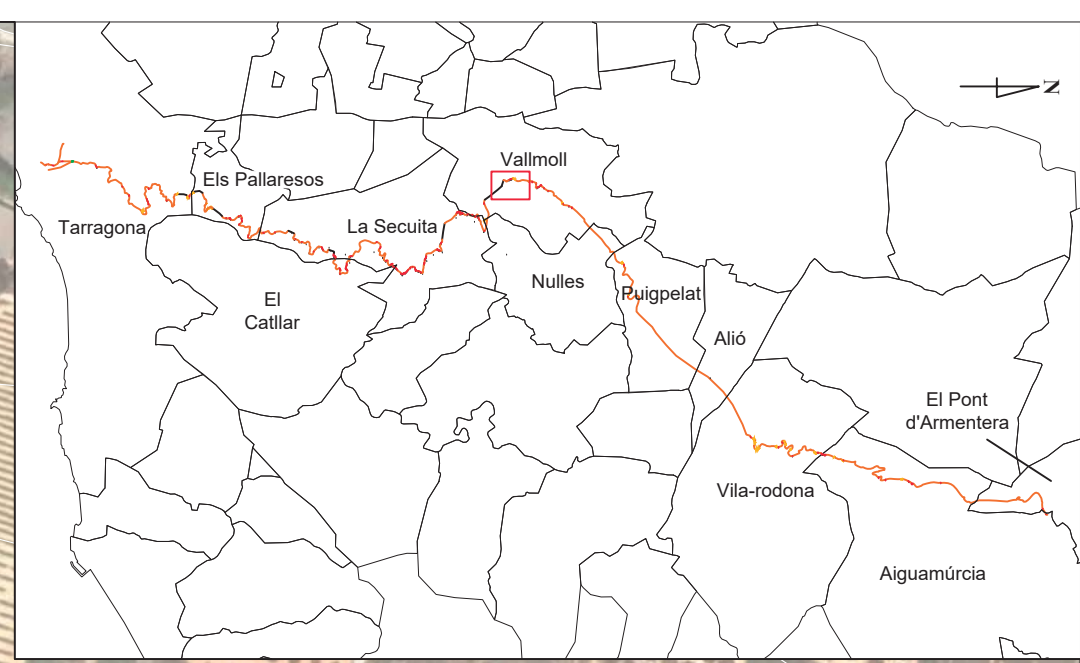 N
Vallmoll
Els Pallaresos
Tarragona
La Secuita
Nulles
El
Catllar
Puigpelat
Alió
El Pont
d'Armentera
Vila-rodona
Aiguamúrcia